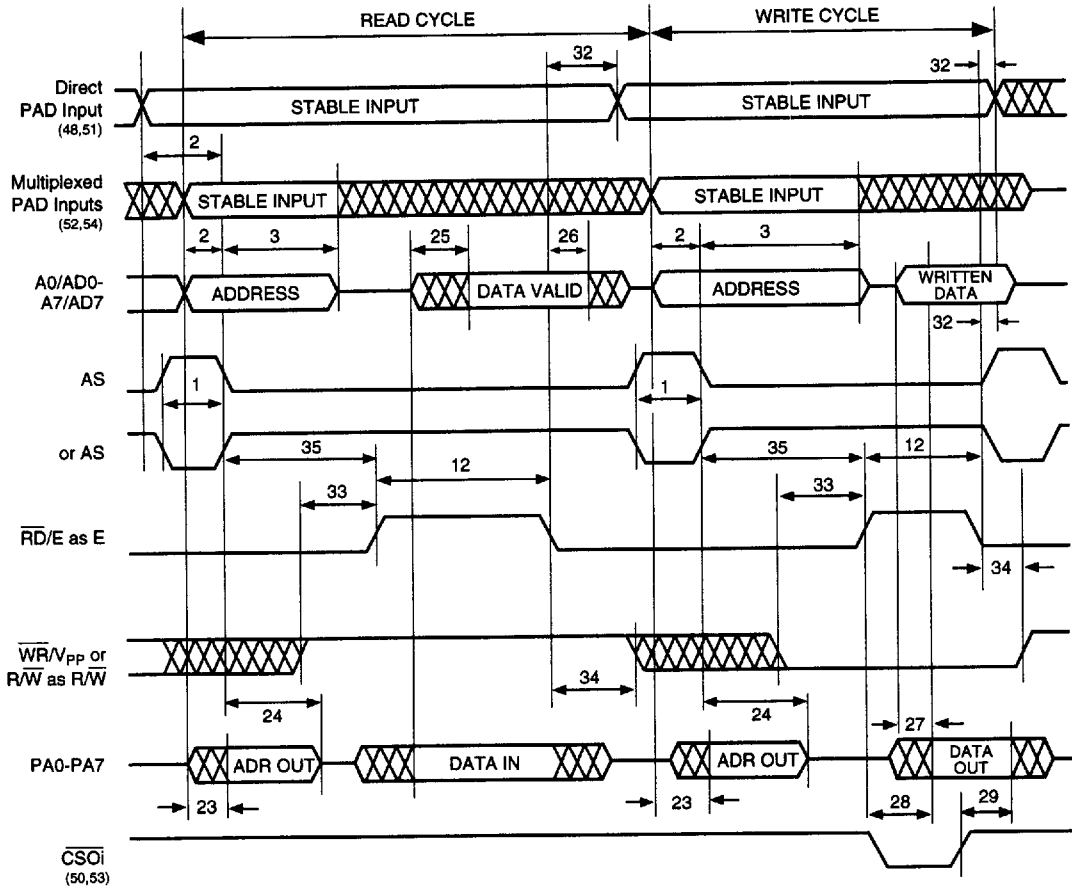 READ CYCLE WRITE CYCLE
32 32
Direct
PAD Input
(48,51)
STABLE INPUT STABLE INPUT
2
Multiplexed
PAD Inputs
(52,54)
STABLE INPUT STABLE INPUT
2 3 25 26 2 3
A0/AD0-
A7/AD7
ADDRESS DATA VALID ADDRESS WRITTEN
DATA
32
AS
1 1
or AS
35 12 35 12
33 33
R̅D̅/E as E
34
W̅R̅/VPP or
R/W̅ as R/W̅
34
24 24
27
PA0-PA7
ADR OUT DATA IN ADR OUT DATA
OUT
23 23 28 29
C̅S̅O̅i̅
(50,53)